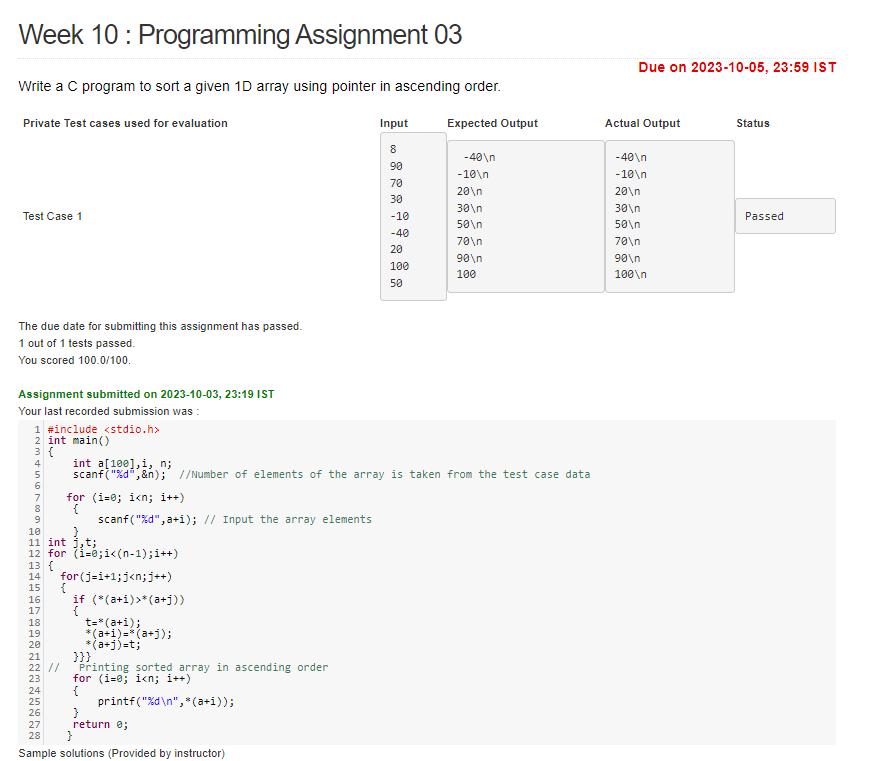 Week 10 : Programming Assignment 03
Due on 2023-10-05, 23:59 IST
Write a C program to sort a given 1D array using pointer in ascending order.
Private Test cases used for evaluation Input Expected Output Actual Output Status
Test Case 1
8
90
70
30
-10
-40
20
100
50
-40\n
-10\n
20\n
30\n
50\n
70\n
90\n
100
-40\n
-10\n
20\n
30\n
50\n
70\n
90\n
100\n
Passed
The due date for submitting this assignment has passed.
1 out of 1 tests passed.
You scored 100.0/100.
Assignment submitted on 2023-10-03, 23:19 IST
Your last recorded submission was :
1 #include <stdio.h>
2 int main()
3 {
4     int a[100],i, n;
5     scanf("%d",&n);  //Number of elements of the array is taken from the test case data
6
7    for (i=0; i<n; i++)
8     {
9         scanf("%d",a+i); // Input the array elements
10     }
11 int j,t;
12 for (i=0;i<(n-1);i++)
13 {
14   for(j=i+1;j<n;j++)
15   {
16     if (*(a+i)>*(a+j))
17     {
18       t=*(a+i);
19       *(a+i)=*(a+j);
20       *(a+j)=t;
21     }}}
22 //   Printing sorted array in ascending order
23     for (i=0; i<n; i++)
24     {
25         printf("%d\n",*(a+i));
26     }
27     return 0;
28    }
Sample solutions (Provided by instructor)